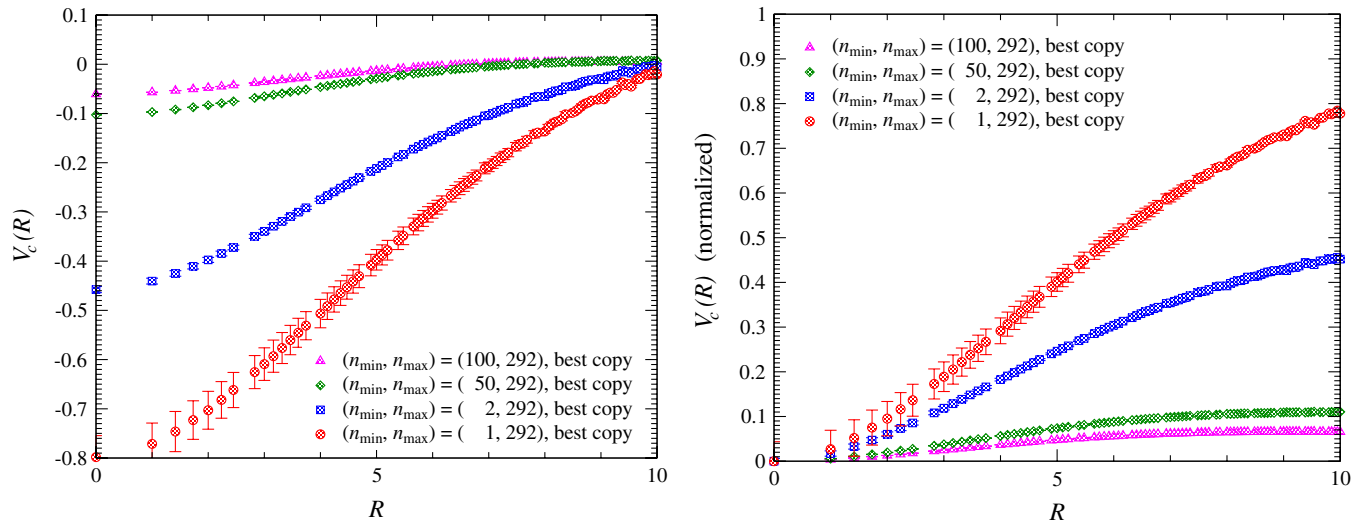 0.1
0
-0.1
-0.2
-0.3
-0.4
-0.5
-0.6
-0.7
-0.8
V_c(R)
(n_min, n_max) = (100, 292), best copy
(n_min, n_max) = ( 50, 292), best copy
(n_min, n_max) = ( 2, 292), best copy
(n_min, n_max) = ( 1, 292), best copy
0 5 10
R
1
0.9
0.8
0.7
0.6
0.5
0.4
0.3
0.2
0.1
0
V_c(R) (normalized)
(n_min, n_max) = (100, 292), best copy
(n_min, n_max) = ( 50, 292), best copy
(n_min, n_max) = ( 2, 292), best copy
(n_min, n_max) = ( 1, 292), best copy
0 5 10
R